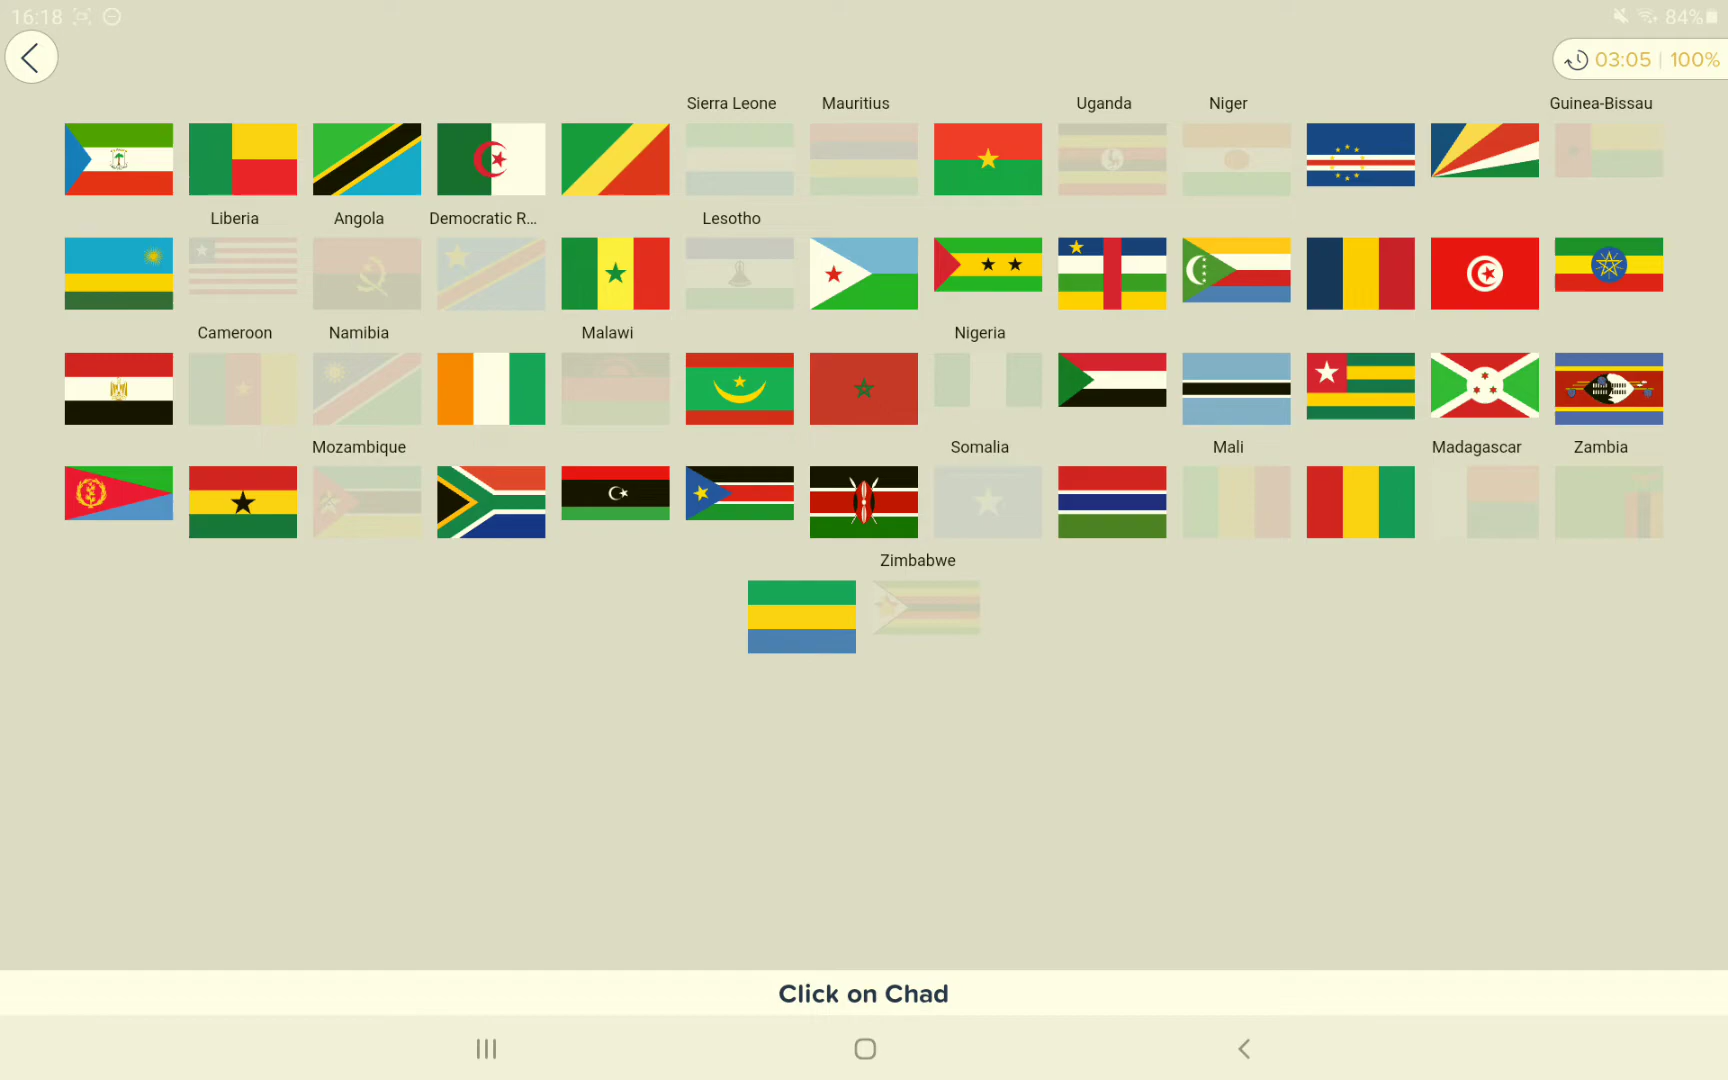 16:18
84%
03:05 | 100%
Sierra Leone Mauritius Uganda Niger Guinea-Bissau
Liberia Angola Democratic R... Lesotho
Cameroon Namibia Malawi Nigeria
Mozambique Somalia Mali Madagascar Zambia
Zimbabwe
Click on Chad